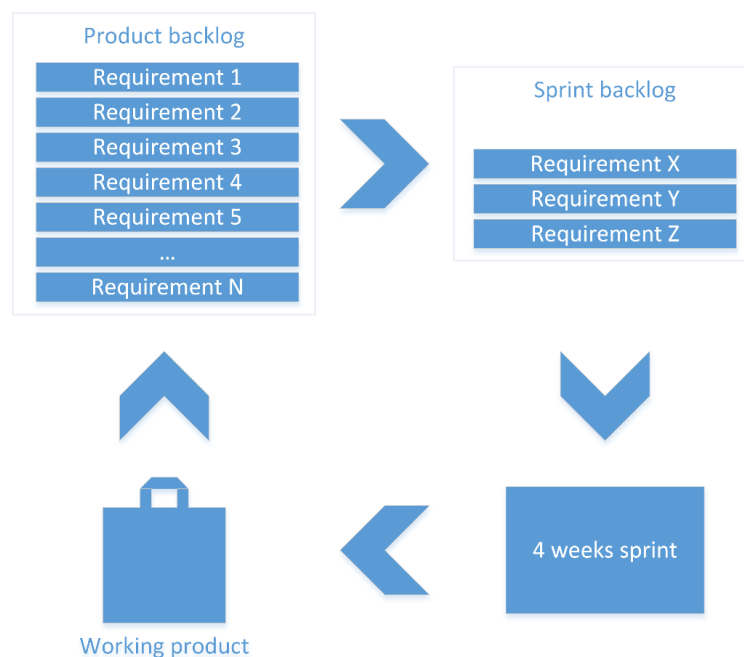 Product backlog
Requirement 1
Requirement 2
Requirement 3
Requirement 4
Requirement 5
...
Requirement N
Sprint backlog
Requirement X
Requirement Y
Requirement Z
4 weeks sprint
Working product